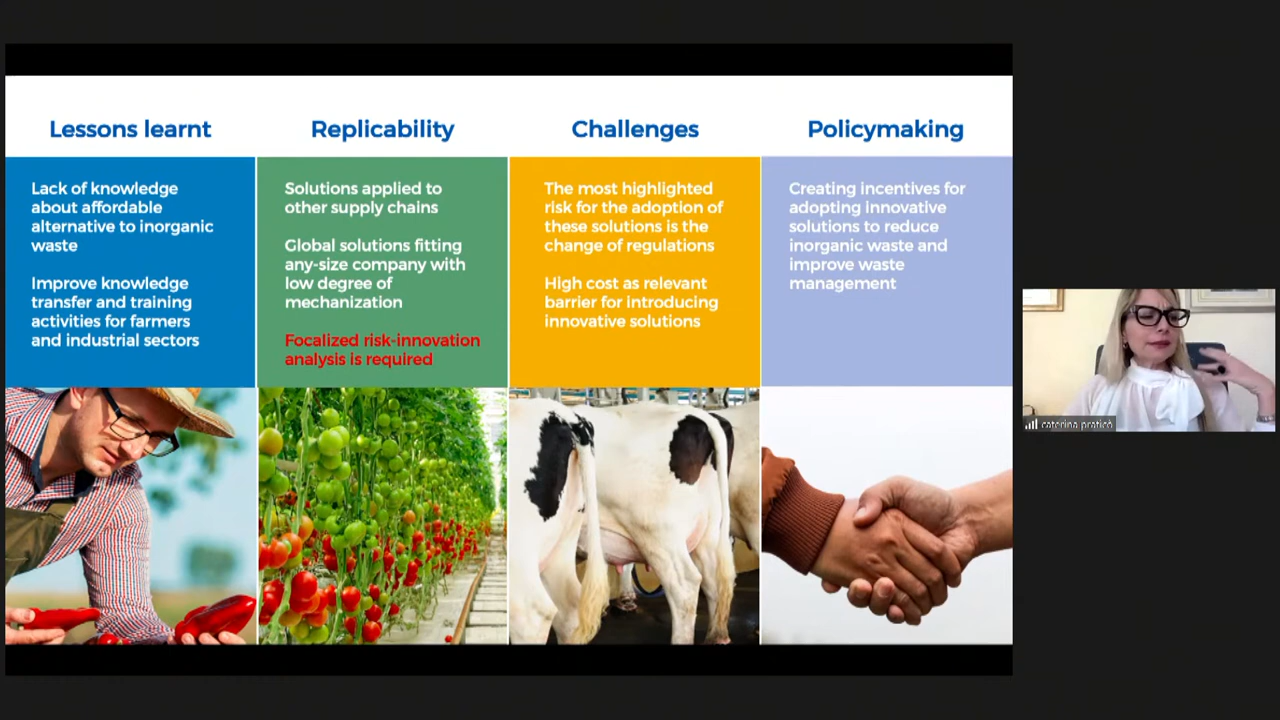 Lessons learnt
Lack of knowledge
about affordable
alternative to inorganic
waste
Improve knowledge
transfer and training
activities for farmers
and industrial sectors
Replicability
Solutions applied to
other supply chains
Global solutions fitting
any-size company with
low degree of
mechanization
Focalized risk-innovation
analysis is required
Challenges
The most highlighted
risk for the adoption of
these solutions is the
change of regulations
High cost as relevant
barrier for introducing
innovative solutions
Policymaking
Creating incentives for
adopting innovative
solutions to reduce
inorganic waste and
improve waste
management
caterina praticò